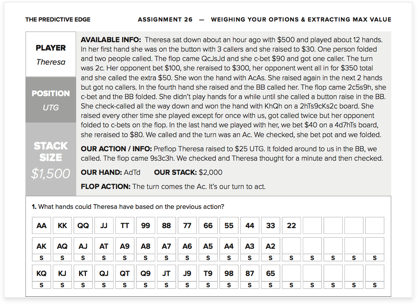 THE PREDICTIVE EDGE
ASSIGNMENT 26 — WEIGHING YOUR OPTIONS & EXTRACTING MAX VALUE
PLAYER
Theresa
POSITION
UTG
STACK
SIZE
$1,500
AVAILABLE INFO: Theresa sat down about an hour ago with $500 and played about 12 hands.
In her first hand she was on the button with 3 callers and she raised to $30. One person folded
and two people called. The flop came QcJsJd and she c-bet $90 and got one caller. The turn
was 2c. Her opponent bet $100, she reraised to $300, her opponent went all in for $350 total
and she called the extra $50. She won the hand with AcAs. She raised again in the next 2 hands
but got no callers. In the fourth hand she raised and the BB called her. The flop came 2c5s9h, she
c-bet and the BB folded. She didn't play hands for a while until she called a button raise in the BB.
She check-called all the way down and won the hand with KhQh on a 2hTs9cKs2c board. She
raised every other time she played except for once with us, got called twice but her opponent
folded to c-bets on the flop. In the last hand we played with her, we bet $40 on a 4d7hTs board,
she reraised to $80. We called and the turn was an Ac. We checked, she bet pot and we folded.
OUR ACTION / INFO: Preflop Theresa raised to $25 UTG. It folded around to us in the BB, we
called. The flop came 9s3c3h. We checked and Theresa thought for a minute and then checked.
OUR HAND: AdTd OUR STACK: $2,000
FLOP ACTION: The turn comes the Ac. It's our turn to act.
1. What hands could Theresa have based on the previous action?
AA KK QQ JJ TT 99 88 77 66 55 44 33 22
AK AQ AJ AT A9 A8 A7 A6 A5 A4 A3 A2
S S S S S S S S S S S S S S S
KQ KJ KT QJ QT Q9 JT J9 T9 98 87 65
S S S S S S S S S S S S S S S